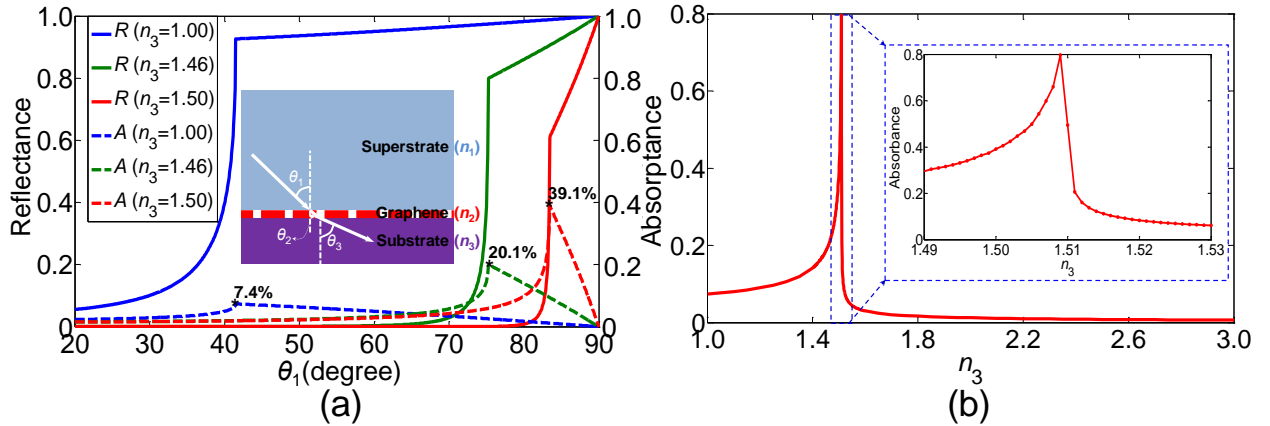 Reflectance
1.0
0.8
0.6
0.4
0.2
0
R (n3=1.00)
R (n3=1.46)
R (n3=1.50)
A (n3=1.00)
A (n3=1.46)
A (n3=1.50)
θ1
Superstrate (n1)
Graphene (n2)
θ2
θ3
Substrate (n3)
7.4%
20.1%
39.1%
1.0
0.8
0.6
0.4
0.2
0
20 30 40 50 60 70 80 90
θ1(degree)
(a)
(b)
Absorptance
0.8
0.6
0.4
0.2
0
1.0 1.4 1.8 2.2 2.6 3.0
n3
Absorbance
0.8
0.6
0.4
0.2
0
1.49 1.50 1.51 1.52 1.53
n3